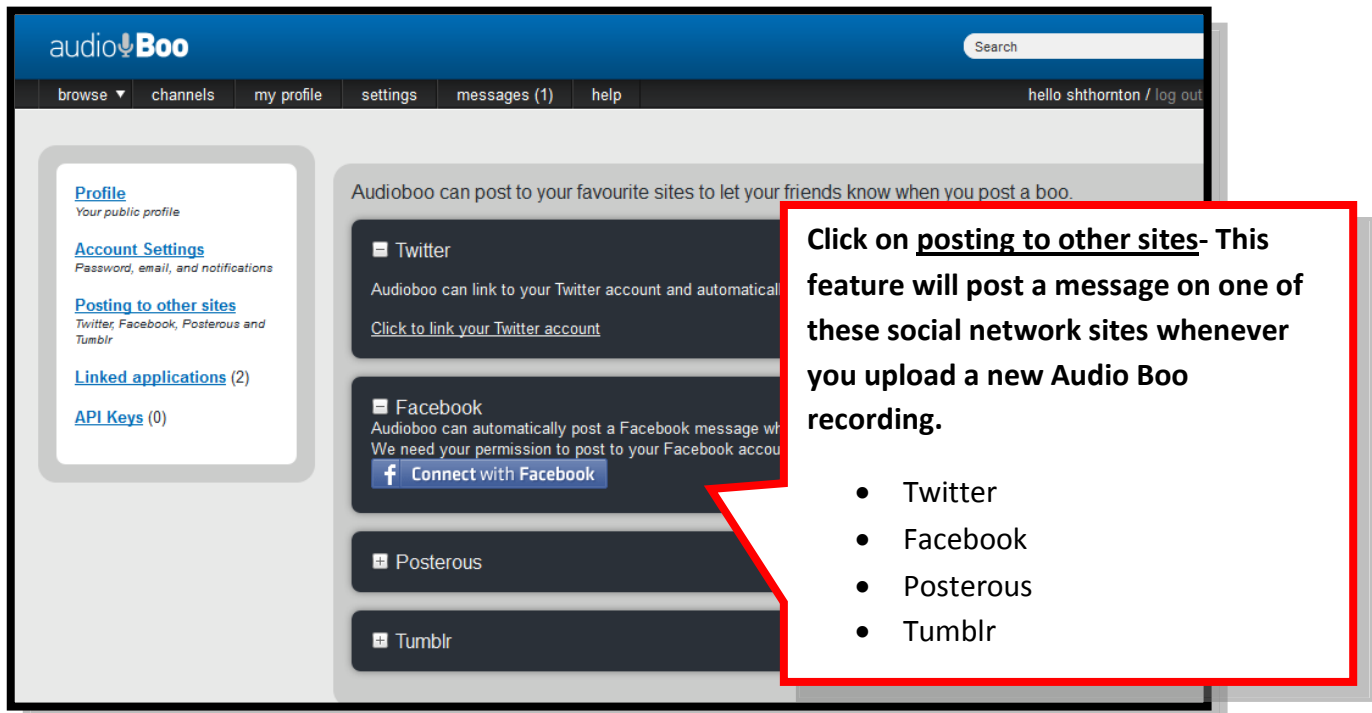 audioBoo
Search
browse ▼ channels my profile settings messages (1) help hello shthornton / log out
Profile
Your public profile
Account Settings
Password, email, and notifications
Posting to other sites
Twitter, Facebook, Posterous and
Tumblr
Linked applications (2)
API Keys (0)
Audioboo can post to your favourite sites to let your friends know when you post a boo.
Twitter
Audioboo can link to your Twitter account and
Click to link your Twitter account
Facebook
Audioboo can automatically post a Facebook message
We need your permission to post to your Facebook
f Connect with Facebook
Posterous
Tumblr
Click on posting to other sites- This
feature will post a message on one of
these social network sites whenever
you upload a new Audio Boo
recording.
• Twitter
• Facebook
• Posterous
• Tumblr